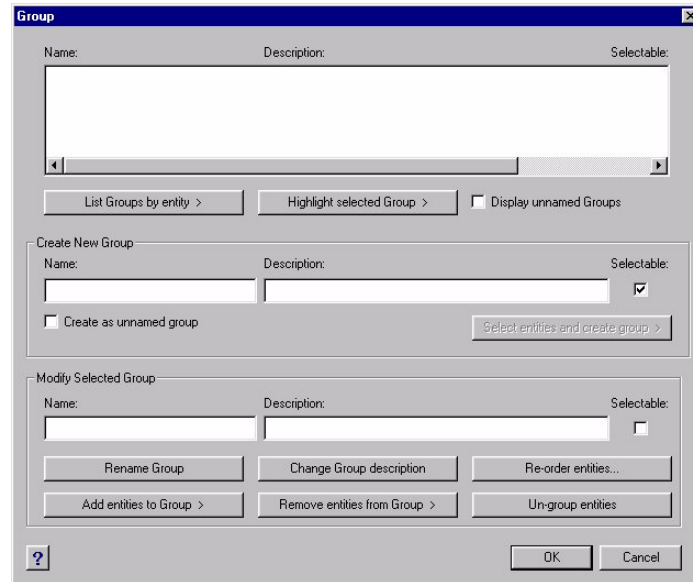 Group
Name: Description: Selectable:
List Groups by entity > Highlight selected Group > Display unnamed Groups
Create New Group
Name: Description: Selectable:
Create as unnamed group Select entities and create group >
Modify Selected Group
Name: Description: Selectable:
Rename Group Change Group description Re-order entities...
Add entities to Group > Remove entities from Group > Un-group entities
? OK Cancel